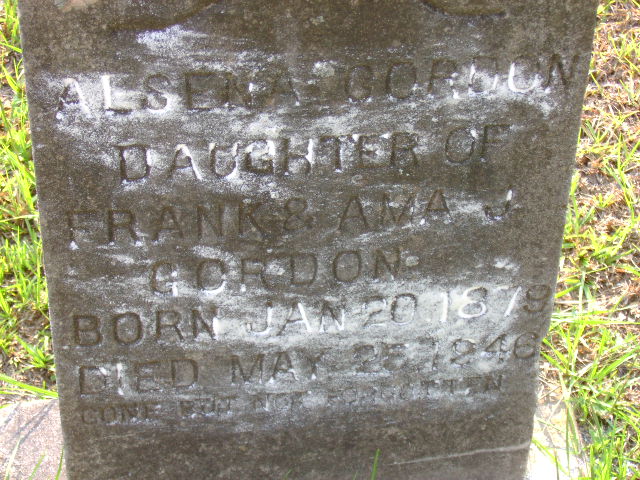 ALSENA GORDON
DAUGHTER OF
FRANK & AMA J.
GORDON
BORN JAN 20 1879
DIED MAY 25 1946
GONE BUT NOT FORGOTTEN